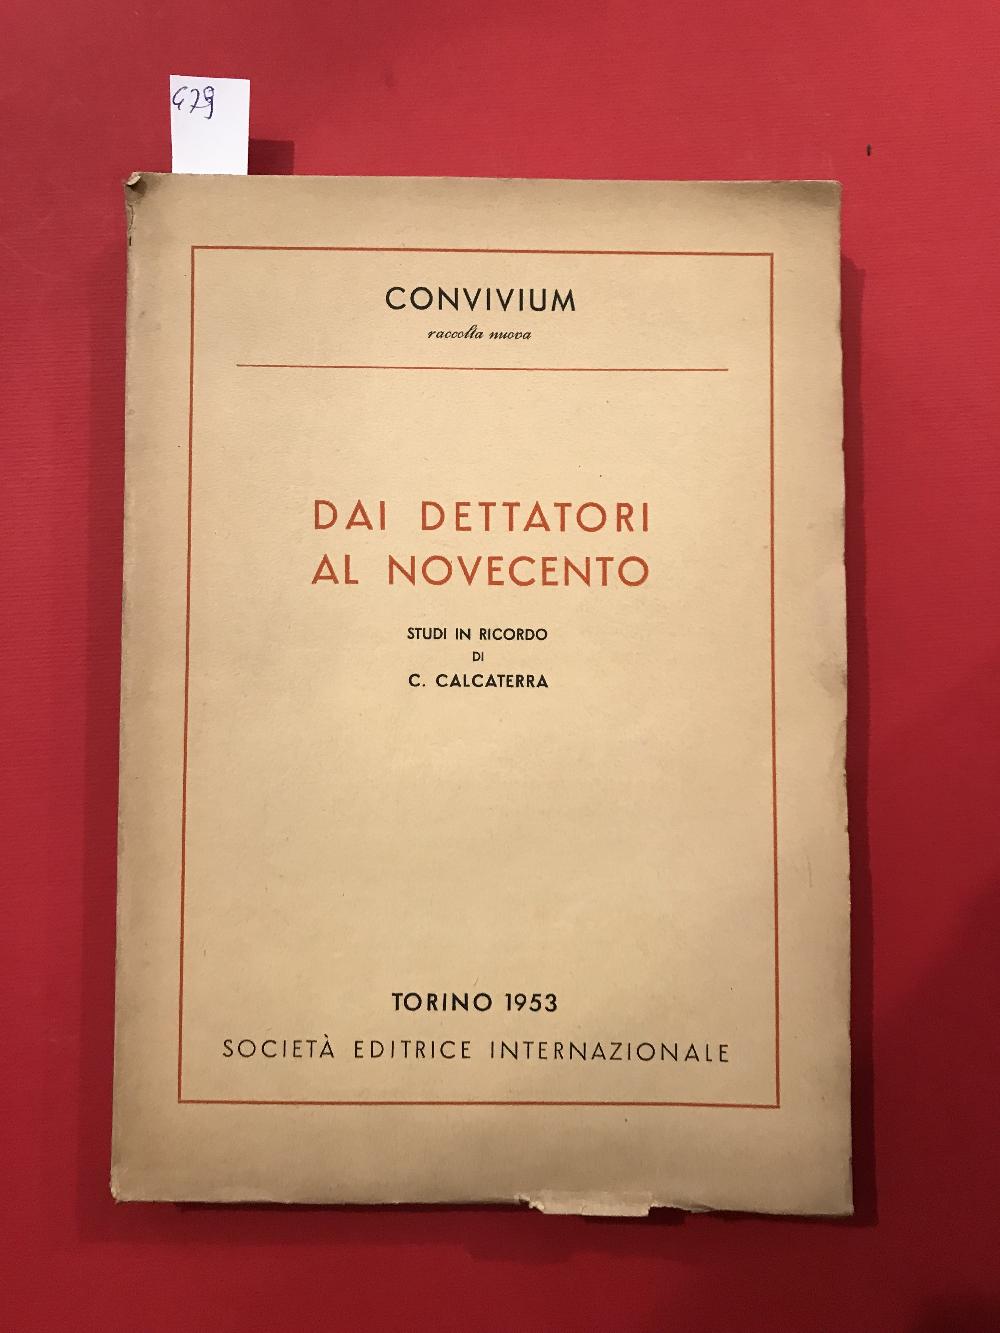 479
CONVIVIUM
raccolta nuova
DAI DETTATORI
AL NOVECENTO
STUDI IN RICORDO
DI
C. CALCATERRA
TORINO 1953
SOCIETÀ EDITRICE INTERNAZIONALE